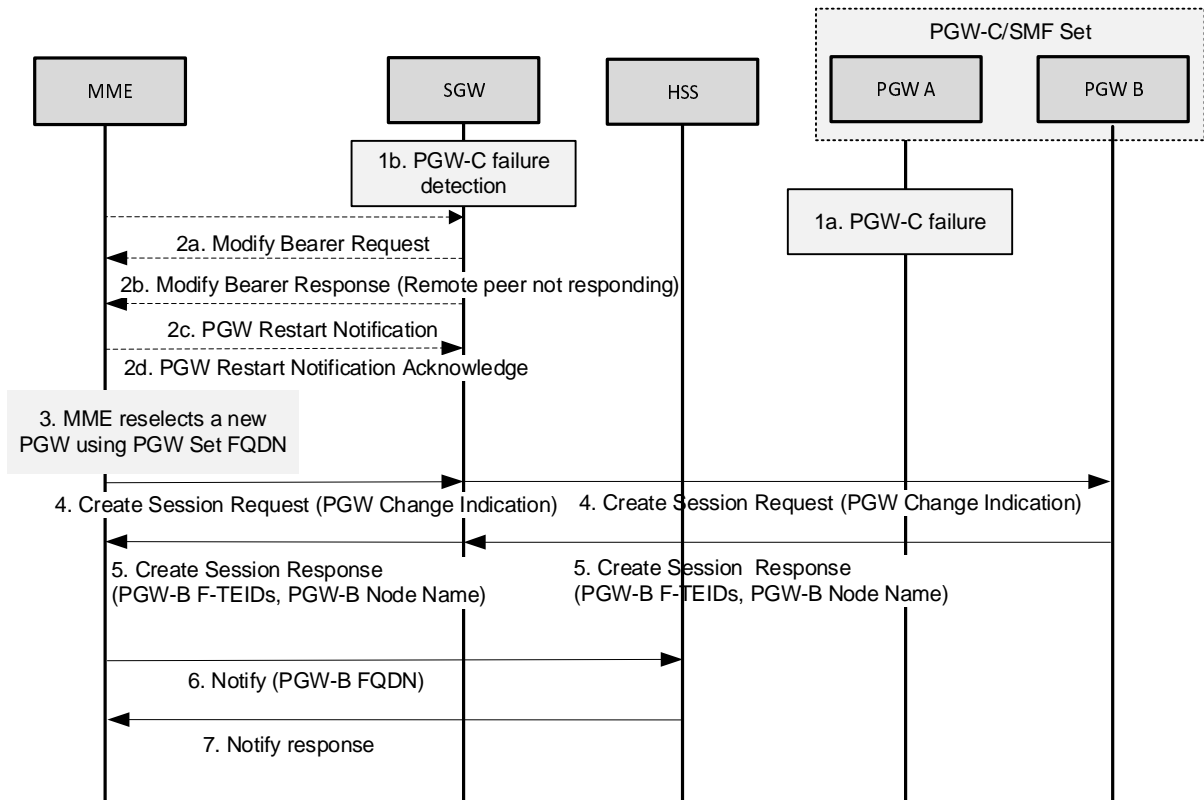 PGW-C/SMF Set
MME
SGW
HSS
PGW A
PGW B
1b. PGW-C failure
detection
1a. PGW-C failure
2a. Modify Bearer Request
2b. Modify Bearer Response (Remote peer not responding)
2c. PGW Restart Notification
2d. PGW Restart Notification Acknowledge
3. MME reselects a new
PGW using PGW Set FQDN
4. Create Session Request (PGW Change Indication)
4. Create Session Request (PGW Change Indication)
5. Create Session Response
(PGW-B F-TEIDs, PGW-B Node Name)
5. Create Session Response
(PGW-B F-TEIDs, PGW-B Node Name)
6. Notify (PGW-B FQDN)
7. Notify response